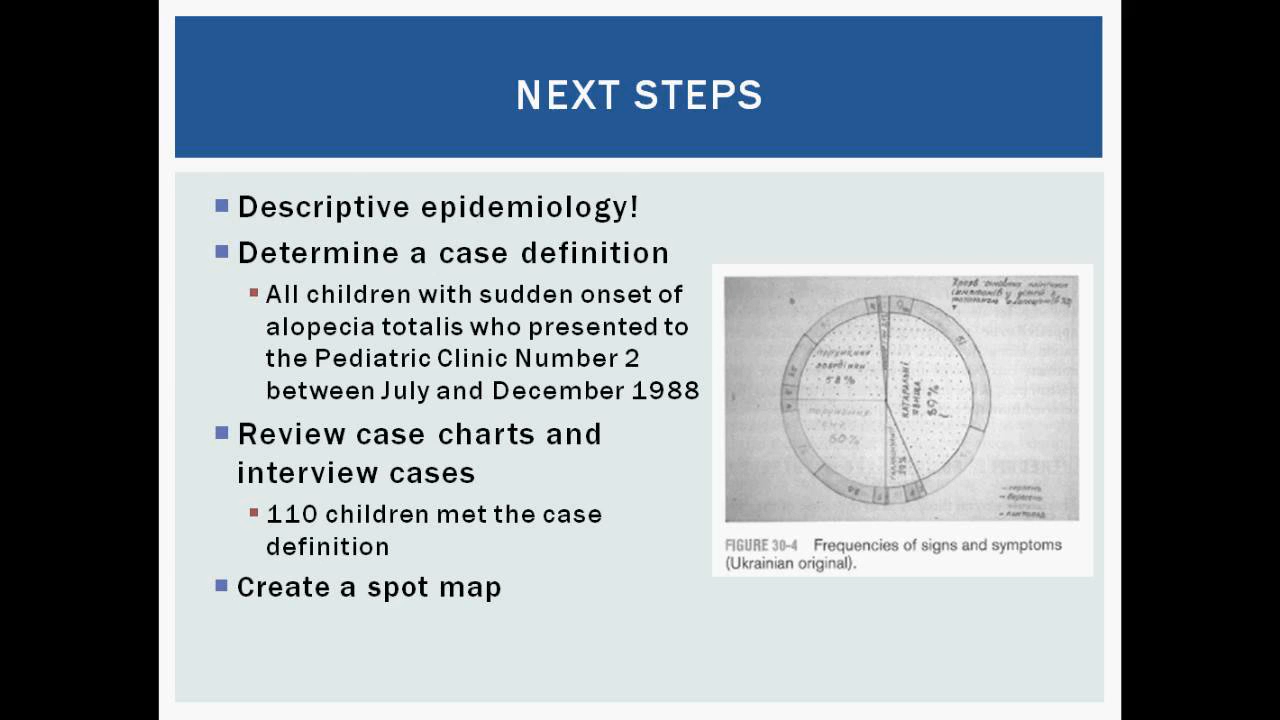 NEXT STEPS
Descriptive epidemiology!
Determine a case definition
All children with sudden onset of
alopecia totalis who presented to
the Pediatric Clinic Number 2
between July and December 1988
Review case charts and
interview cases
110 children met the case
definition
Create a spot map
58%
60%
89%
FIGURE 30-4 Frequencies of signs and symptoms
(Ukrainian original).